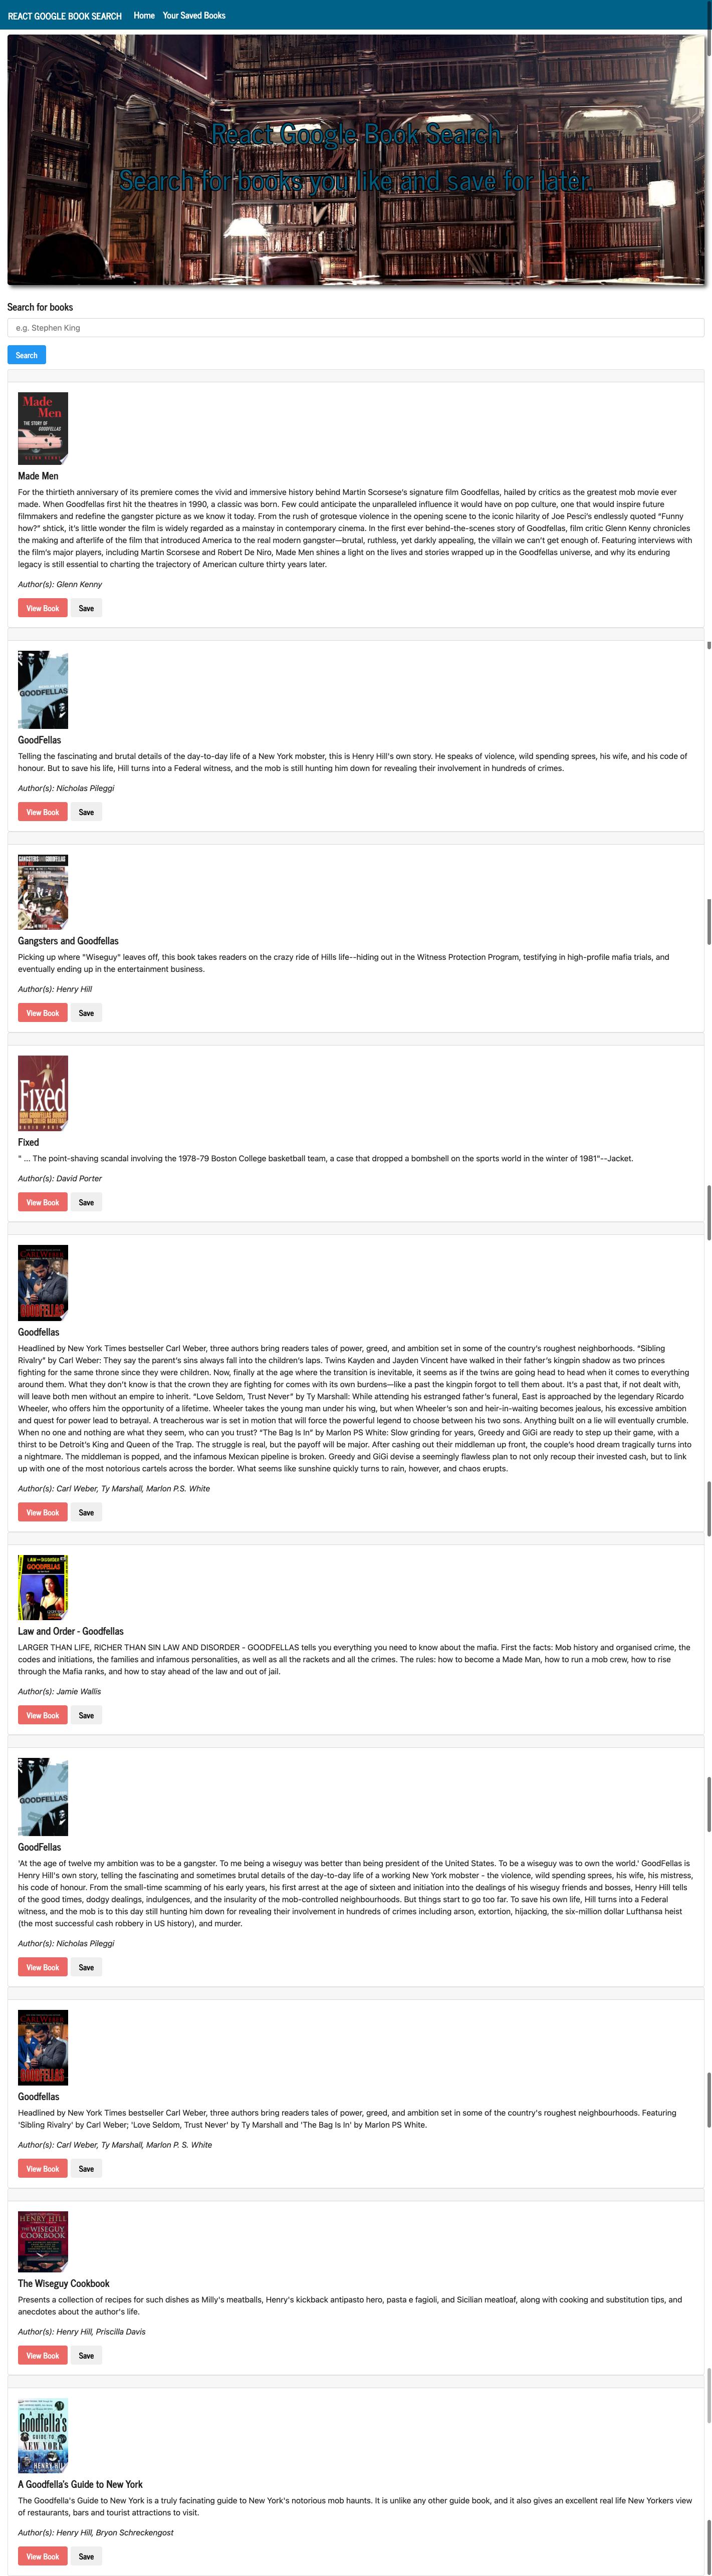 REACT GOOGLE BOOK SEARCH Home Your Saved Books
React Google Book Search
Search for books you like and save for later.
Search for books
e.g. Stephen King
Search
Made
Men
THE STORY OF
GOODFELLAS
GLENN KENNY
Made Men
For the thirtieth anniversary of its premiere comes the vivid and immersive history behind Martin Scorsese's signature film Goodfellas, hailed by critics as the greatest mob movie ever
made. When Goodfellas first hit the theatres in 1990, a classic was born. Few could anticipate the unparalleled influence it would have on pop culture, one that would inspire future
filmmakers and redefine the gangster picture as we know it today. From the rush of grotesque violence in the opening scene to the iconic hilarity of Joe Pesci's endlessly quoted “Funny
how?” shtick, it's little wonder the film is widely regarded as a mainstay in contemporary cinema. In the first ever behind-the-scenes story of Goodfellas, film critic Glenn Kenny chronicles
the making and afterlife of the film that introduced America to the real modern gangster—brutal, ruthless, yet darkly appealing, the villain we can't get enough of. Featuring interviews with
the film's major players, including Martin Scorsese and Robert De Niro, Made Men shines a light on the lives and stories wrapped up in the Goodfellas universe, and why its enduring
legacy is still essential to charting the trajectory of American culture thirty years later.
Author(s): Glenn Kenny
View Book Save
GOODFELLAS
GoodFellas
Telling the fascinating and brutal details of the day-to-day life of a New York mobster, this is Henry Hill's own story. He speaks of violence, wild spending sprees, his wife, and his code of
honour. But to save his life, Hill turns into a Federal witness, and the mob is still hunting him down for revealing their involvement in hundreds of crimes.
Author(s): Nicholas Pileggi
View Book Save
GANGSTERS GOODFELLAS
Gangsters and Goodfellas
Picking up where "Wiseguy" leaves off, this book takes readers on the crazy ride of Hills life--hiding out in the Witness Protection Program, testifying in high-profile mafia trials, and
eventually ending up in the entertainment business.
Author(s): Henry Hill
View Book Save
Fixed
HOW GOODFELLAS BOUGHT
BOSTON COLLEGE BASKETBALL
Fixed
" ... The point-shaving scandal involving the 1978-79 Boston College basketball team, a case that dropped a bombshell on the sports world in the winter of 1981"--Jacket.
Author(s): David Porter
View Book Save
CARL WEBER
GOODFELLAS
Goodfellas
Headlined by New York Times bestseller Carl Weber, three authors bring readers tales of power, greed, and ambition set in some of the country's roughest neighborhoods. “Sibling
Rivalry” by Carl Weber: They say the parent's sins always fall into the children's laps. Twins Kayden and Jayden Vincent have walked in their father's kingpin shadow as two princes
fighting for the same throne since they were children. Now, finally at the age where the transition is inevitable, it seems as if the twins are going head to head when it comes to everything
around them. What they don't know is that the crown they are fighting for comes with its own burdens—like a past the kingpin forgot to tell them about. It's a past that, if not dealt with,
will leave both men without an empire to inherit. “Love Seldom, Trust Never” by Ty Marshall: While attending his estranged father's funeral, East is approached by the legendary Ricardo
Wheeler, who offers him the opportunity of a lifetime. Wheeler takes the young man under his wing, but when Wheeler's son and heir-in-waiting becomes jealous, his excessive ambition
and quest for power lead to betrayal. A treacherous war is set in motion that will force the powerful legend to choose between his two sons. Anything built on a lie will eventually crumble.
When no one and nothing are what they seem, who can you trust? “The Bag Is In” by Marlon PS White: Slow grinding for years, Greedy and GiGi are ready to step up their game, with a
thirst to be Detroit's King and Queen of the Trap. The struggle is real, but the payoff will be major. After cashing out their middleman up front, the couple's hood dream tragically turns into
a nightmare. The middleman is popped, and the infamous Mexican pipeline is broken. Greedy and GiGi devise a seemingly flawless plan to not only recoup their invested cash, but to link
up with one of the most notorious cartels across the border. What seems like sunshine quickly turns to rain, however, and chaos erupts.
Author(s): Carl Weber, Ty Marshall, Marlon P.S. White
View Book Save
LAW AND DISORDER
GOODFELLAS
Law and Order - Goodfellas
LARGER THAN LIFE, RICHER THAN SIN LAW AND DISORDER - GOODFELLAS tells you everything you need to know about the mafia. First the facts: Mob history and organised crime, the
codes and initiations, the families and infamous personalities, as well as all the rackets and all the crimes. The rules: how to become a Made Man, how to run a mob crew, how to rise
through the Mafia ranks, and how to stay ahead of the law and out of jail.
Author(s): Jamie Wallis
View Book Save
GOODFELLAS
GoodFellas
'At the age of twelve my ambition was to be a gangster. To me being a wiseguy was better than being president of the United States. To be a wiseguy was to own the world.' GoodFellas is
Henry Hill's own story, telling the fascinating and sometimes brutal details of the day-to-day life of a working New York mobster - the violence, wild spending sprees, his wife, his mistress,
his code of honour. From the small-time scamming of his early years, his first arrest at the age of sixteen and initiation into the dealings of his wiseguy friends and bosses, Henry Hill tells
of the good times, dodgy dealings, indulgences, and the insularity of the mob-controlled neighbourhoods. But things start to go too far. To save his own life, Hill turns into a Federal
witness, and the mob is to this day still hunting him down for revealing their involvement in hundreds of crimes including arson, extortion, hijacking, the six-million dollar Lufthansa heist
(the most successful cash robbery in US history), and murder.
Author(s): Nicholas Pileggi
View Book Save
CARL WEBER
GOODFELLAS
Goodfellas
Headlined by New York Times bestseller Carl Weber, three authors bring readers tales of power, greed, and ambition set in some of the country's roughest neighbourhoods. Featuring
'Sibling Rivalry' by Carl Weber; 'Love Seldom, Trust Never' by Ty Marshall and 'The Bag Is In' by Marlon PS White.
Author(s): Carl Weber, Ty Marshall, Marlon P. S. White
View Book Save
HENRY HILL
THE WISEGUY
COOKBOOK
The Wiseguy Cookbook
Presents a collection of recipes for such dishes as Milly's meatballs, Henry's kickback antipasto hero, pasta e fagioli, and Sicilian meatloaf, along with cooking and substitution tips, and
anecdotes about the author's life.
Author(s): Henry Hill, Priscilla Davis
View Book Save
A
Goodfella's
GUIDE TO
NEW YORK
HENRY HILL
A Goodfella's Guide to New York
The Goodfella's Guide to New York is a truly facinating guide to New York's notorious mob haunts. It is unlike any other guide book, and it also gives an excellent real life New Yorkers view
of restaurants, bars and tourist attractions to visit.
Author(s): Henry Hill, Bryon Schreckengost
View Book Save